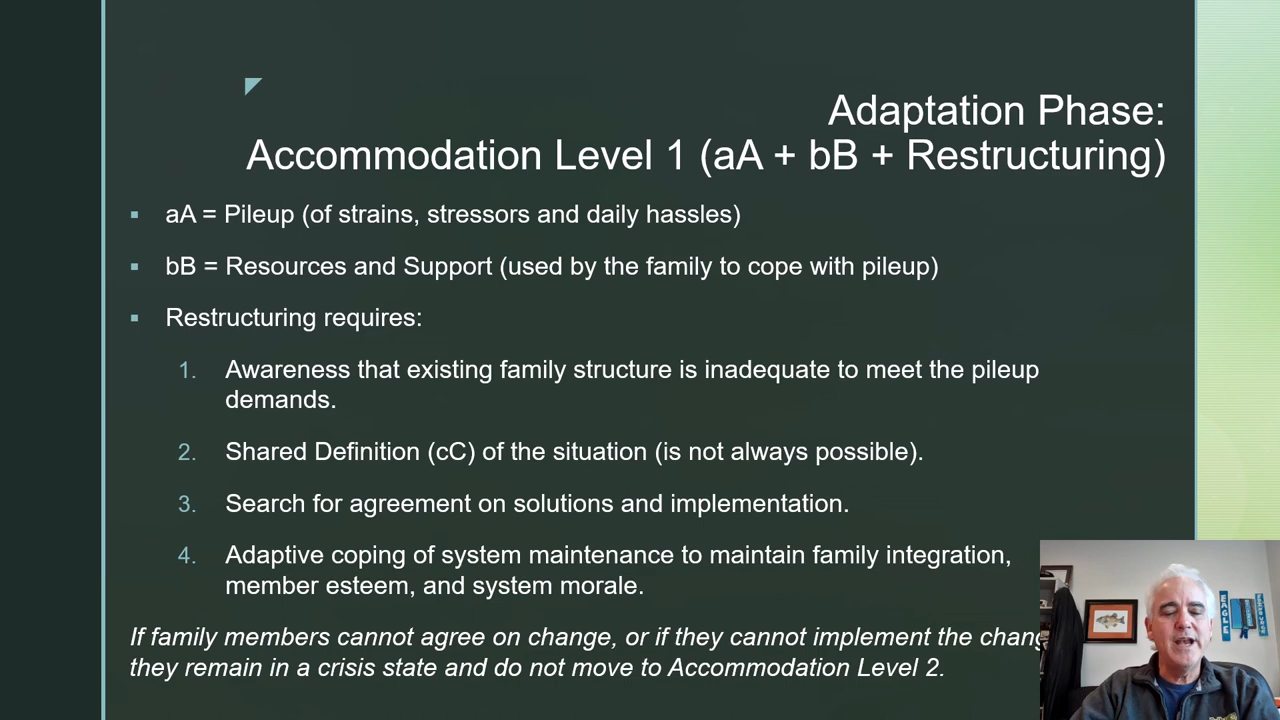 Adaptation Phase:
Accommodation Level 1 (aA + bB + Restructuring)
▪ aA = Pileup (of strains, stressors and daily hassles)
▪ bB = Resources and Support (used by the family to cope with pileup)
▪ Restructuring requires:
1. Awareness that existing family structure is inadequate to meet the pileup
demands.
2. Shared Definition (cC) of the situation (is not always possible).
3. Search for agreement on solutions and implementation.
4. Adaptive coping of system maintenance to maintain family integration,
member esteem, and system morale.
If family members cannot agree on change, or if they cannot implement the
they remain in a crisis state and do not move to Accommodation Level 2.
EAGLE